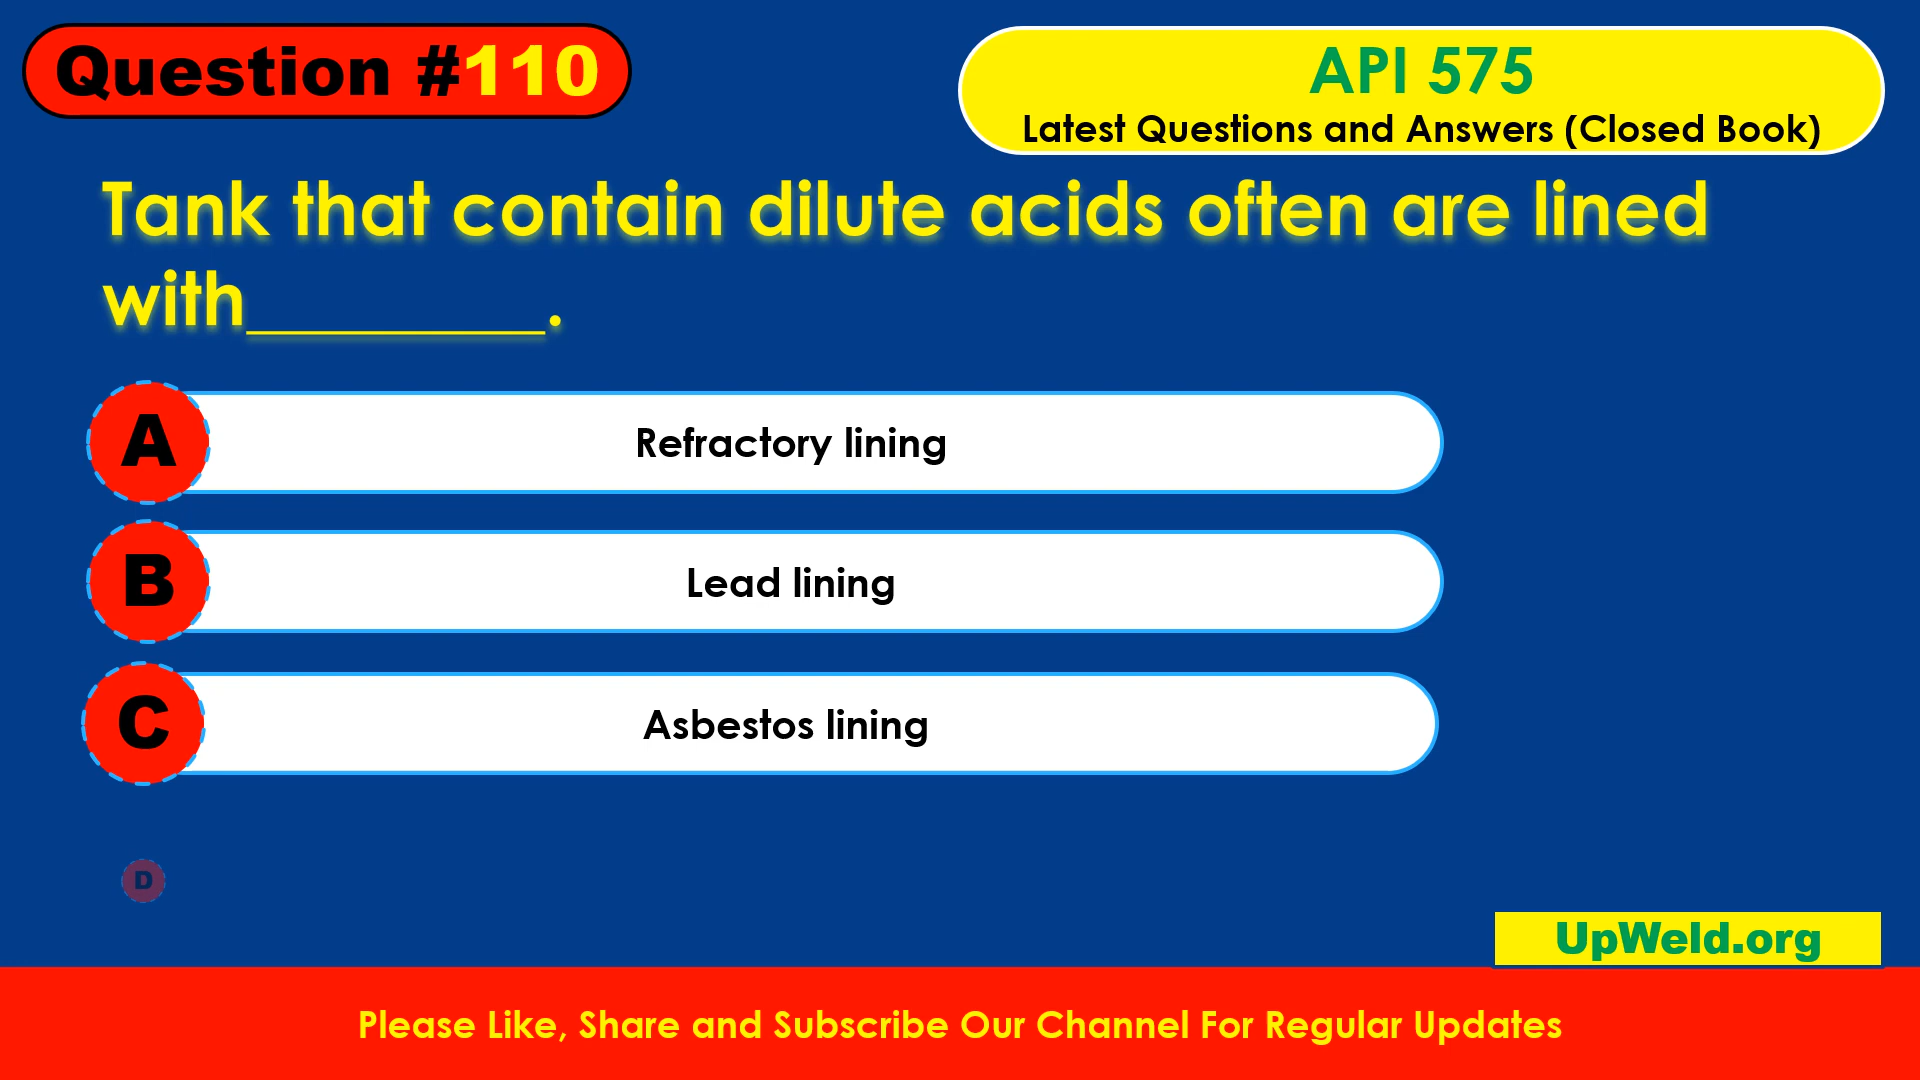 Question #110
API 575
Latest Questions and Answers (Closed Book)
Tank that contain dilute acids often are lined
with_________.
A
Refractory lining
B
Lead lining
C
Asbestos lining
D
UpWeld.org
Please Like, Share and Subscribe Our Channel For Regular Updates